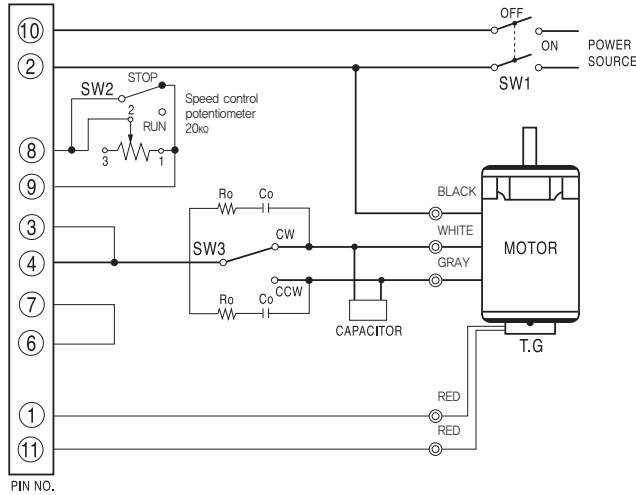 10
OFF
ON
POWER
SOURCE
2
SW1
STOP
SW2
2
RUN
Speed control
potentiometer
20KΩ
8
3
1
9
BLACK
Ro
Co
WHITE
3
SW3
CW
MOTOR
4
GRAY
CCW
7
Ro
Co
CAPACITOR
6
T.G
RED
1
RED
11
PIN NO.